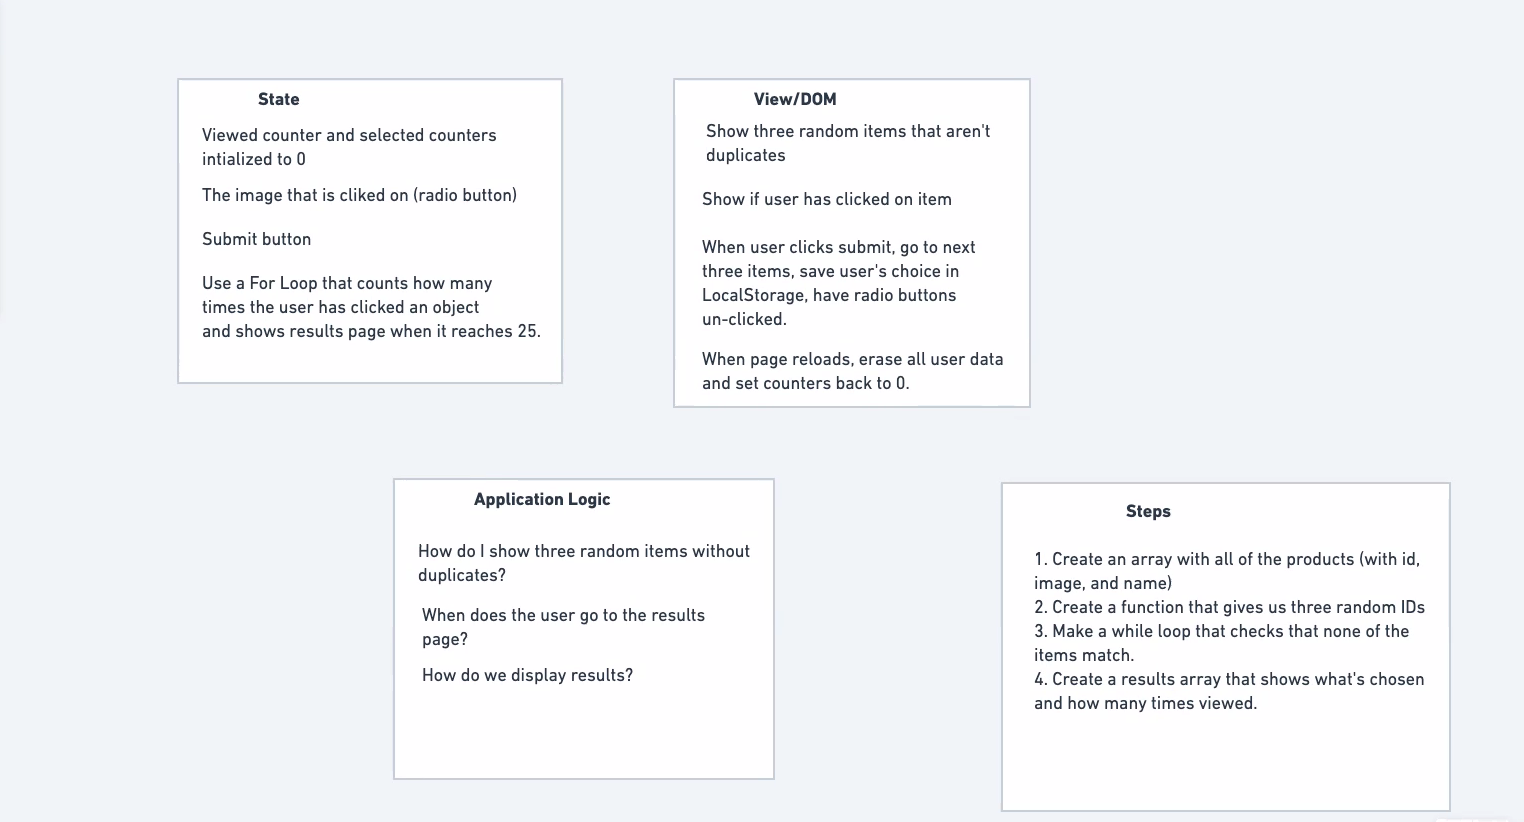 State
Viewed counter and selected counters
intialized to 0
The image that is cliked on (radio button)
Submit button
Use a For Loop that counts how many
times the user has clicked an object
and shows results page when it reaches 25.
View/DOM
Show three random items that aren't
duplicates
Show if user has clicked on item
When user clicks submit, go to next
three items, save user's choice in
LocalStorage, have radio buttons
un-clicked.
When page reloads, erase all user data
and set counters back to 0.
Application Logic
How do I show three random items without
duplicates?
When does the user go to the results
page?
How do we display results?
Steps
1. Create an array with all of the products (with id,
image, and name)
2. Create a function that gives us three random IDs
3. Make a while loop that checks that none of the
items match.
4. Create a results array that shows what's chosen
and how many times viewed.